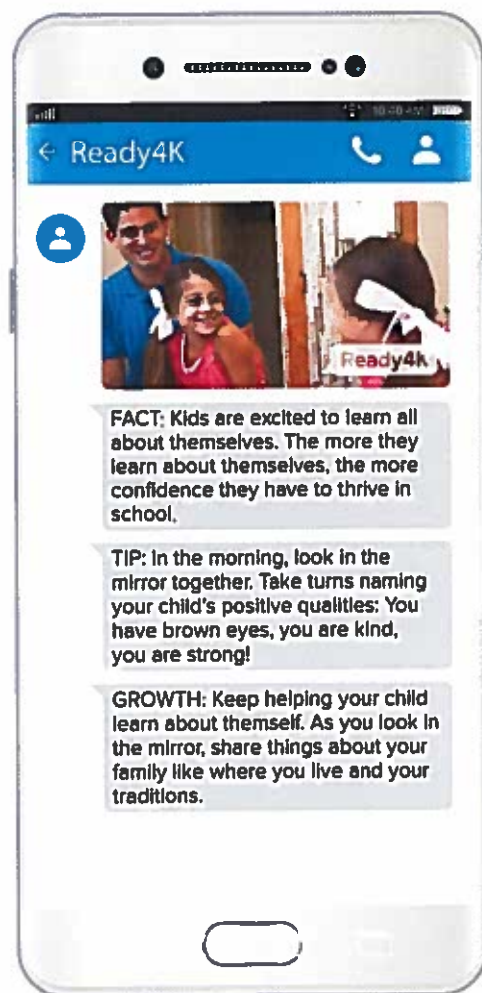 10:40 AM
← Ready4K
Ready4k
FACT: Kids are excited to learn all
about themselves. The more they
learn about themselves, the more
confidence they have to thrive in
school.
TIP: In the morning, look in the
mirror together. Take turns naming
your child's positive qualities: You
have brown eyes, you are kind,
you are strong!
GROWTH: Keep helping your child
learn about themself. As you look in
the mirror, share things about your
family like where you live and your
traditions.